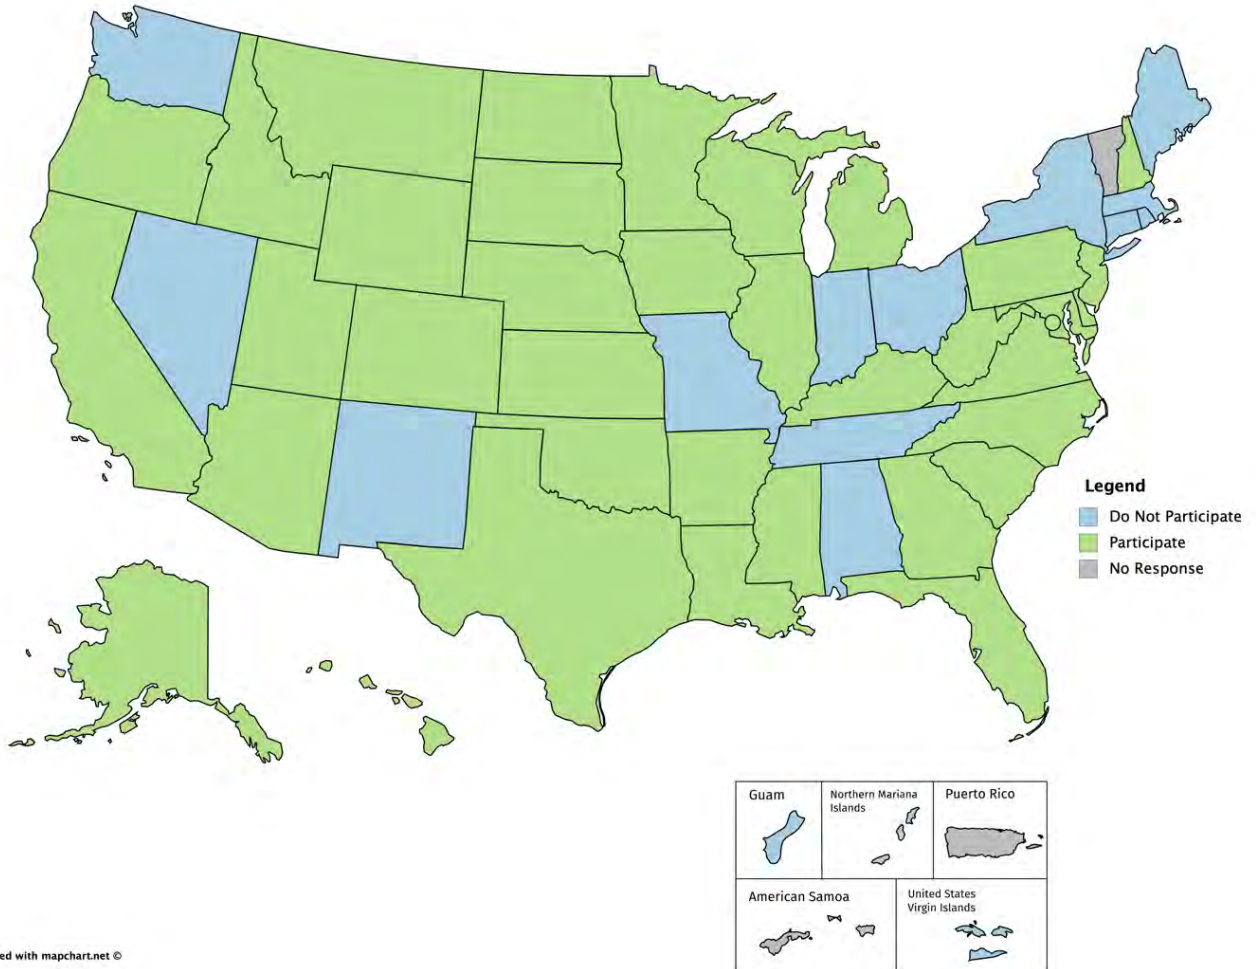 Legend
Do Not Participate
Participate
No Response
Guam
Northern Mariana
Islands
Puerto Rico
American Samoa
United States
Virgin Islands
ed with mapchart.net ©